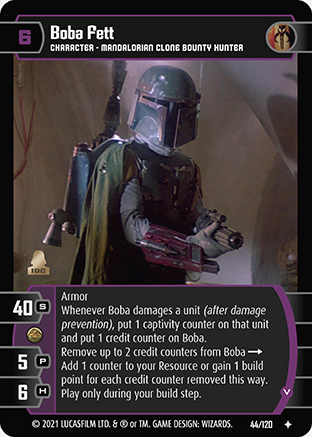 6
Boba Fett
CHARACTER - MANDALORIAN CLONE BOUNTY HUNTER
IDC
40 S
5 P
6 H
Armor
Whenever Boba damages a unit (after damage
prevention), put 1 captivity counter on that unit
and put 1 credit counter on Boba.
Remove up to 2 credit counters from Boba →
Add 1 counter to your Resource or gain 1 build
point for each credit counter removed this way.
Play only during your build step.
V
© 2021 LUCASFILM LTD. & ® OR TM. GAME DESIGN: WIZARDS.
44/120